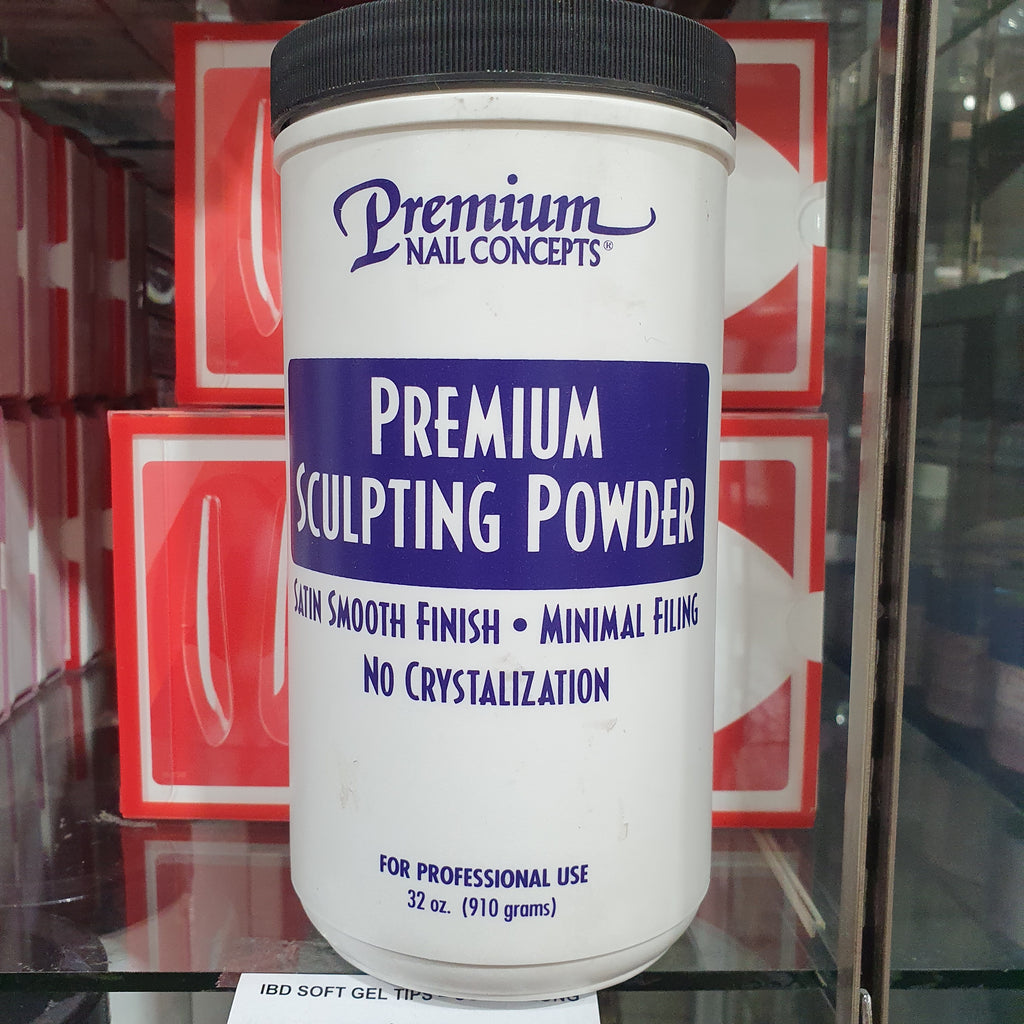 Premium
NAIL CONCEPTS®
PREMIUM
SCULPTING POWDER
SATIN SMOOTH FINISH • MINIMAL FILING
NO CRYSTALIZATION
FOR PROFESSIONAL USE
32 oz. (910 grams)
IBD SOFT GEL TIPS